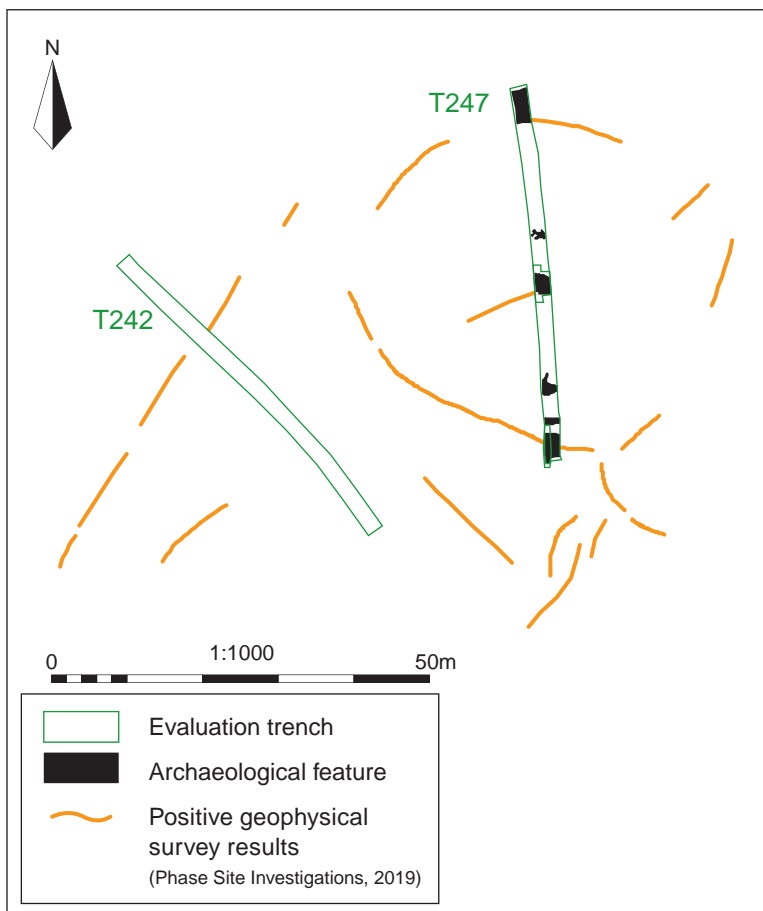 N
T247
T242
1:1000
0 50m
Evaluation trench
Archaeological feature
Positive geophysical
survey results
(Phase Site Investigations, 2019)